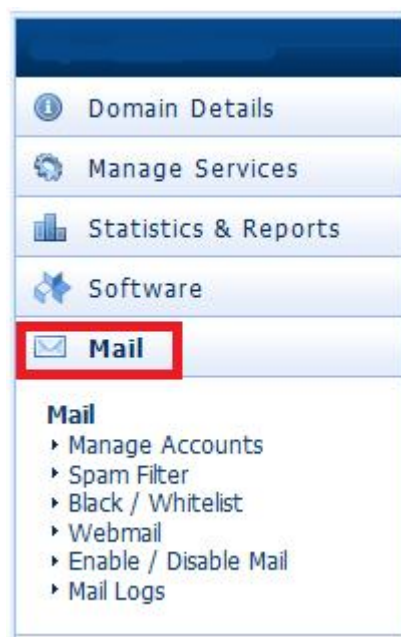 Domain Details
Manage Services
Statistics & Reports
Software
Mail
Mail
Manage Accounts
Spam Filter
Black / Whitelist
Webmail
Enable / Disable Mail
Mail Logs